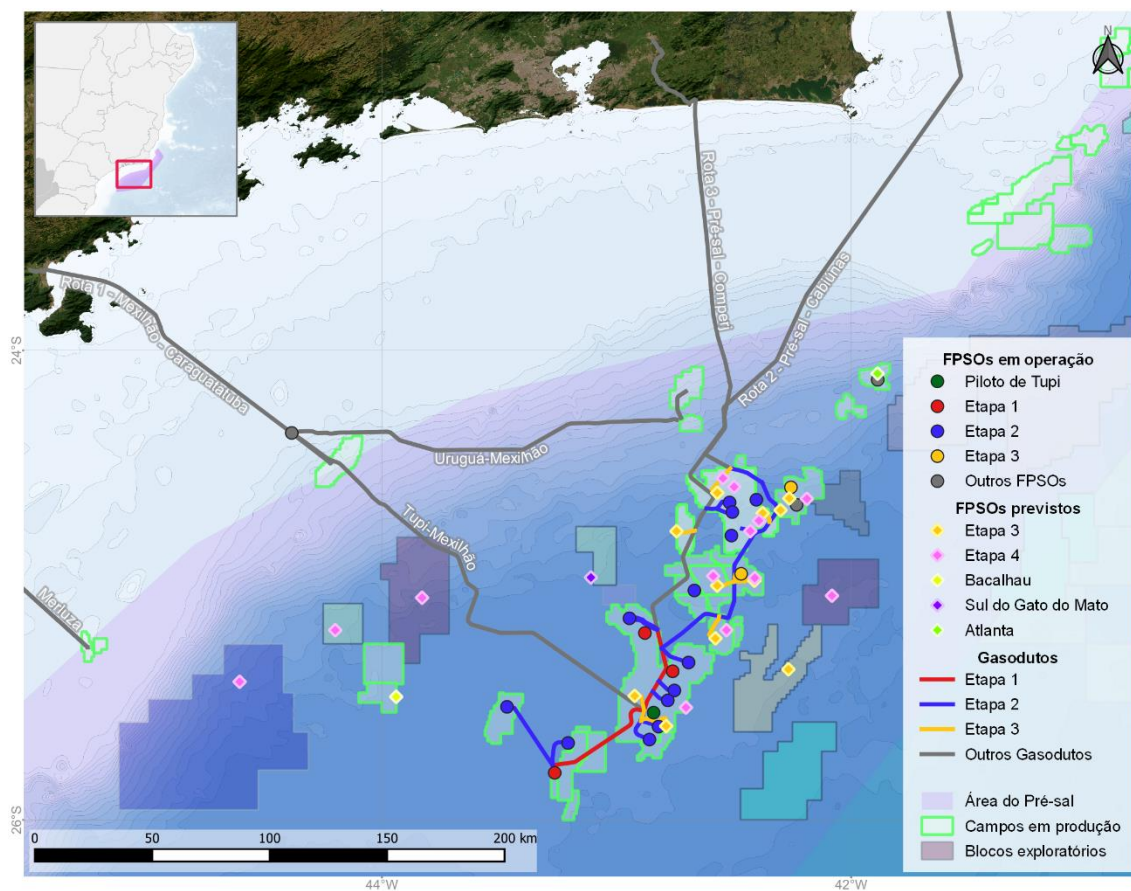 N
Rota 3 - Pré-sal - Comperj
Rota 1 - Mexilhão - Caraguatatuba
Rota 2 - Pré-sal - Cabiúnas
24°S
Uruguá-Mexilhão
Tupi-Mexilhão
Merluza
26°S
0 50 100 150 200 km
44°W 42°W
FPSOs em operação
Piloto de Tupi
Etapa 1
Etapa 2
Etapa 3
Outros FPSOs
FPSOs previstos
Etapa 3
Etapa 4
Bacalhau
Sul do Gato do Mato
Atlanta
Gasodutos
Etapa 1
Etapa 2
Etapa 3
Outros Gasodutos
Área do Pré-sal
Campos em produção
Blocos exploratórios